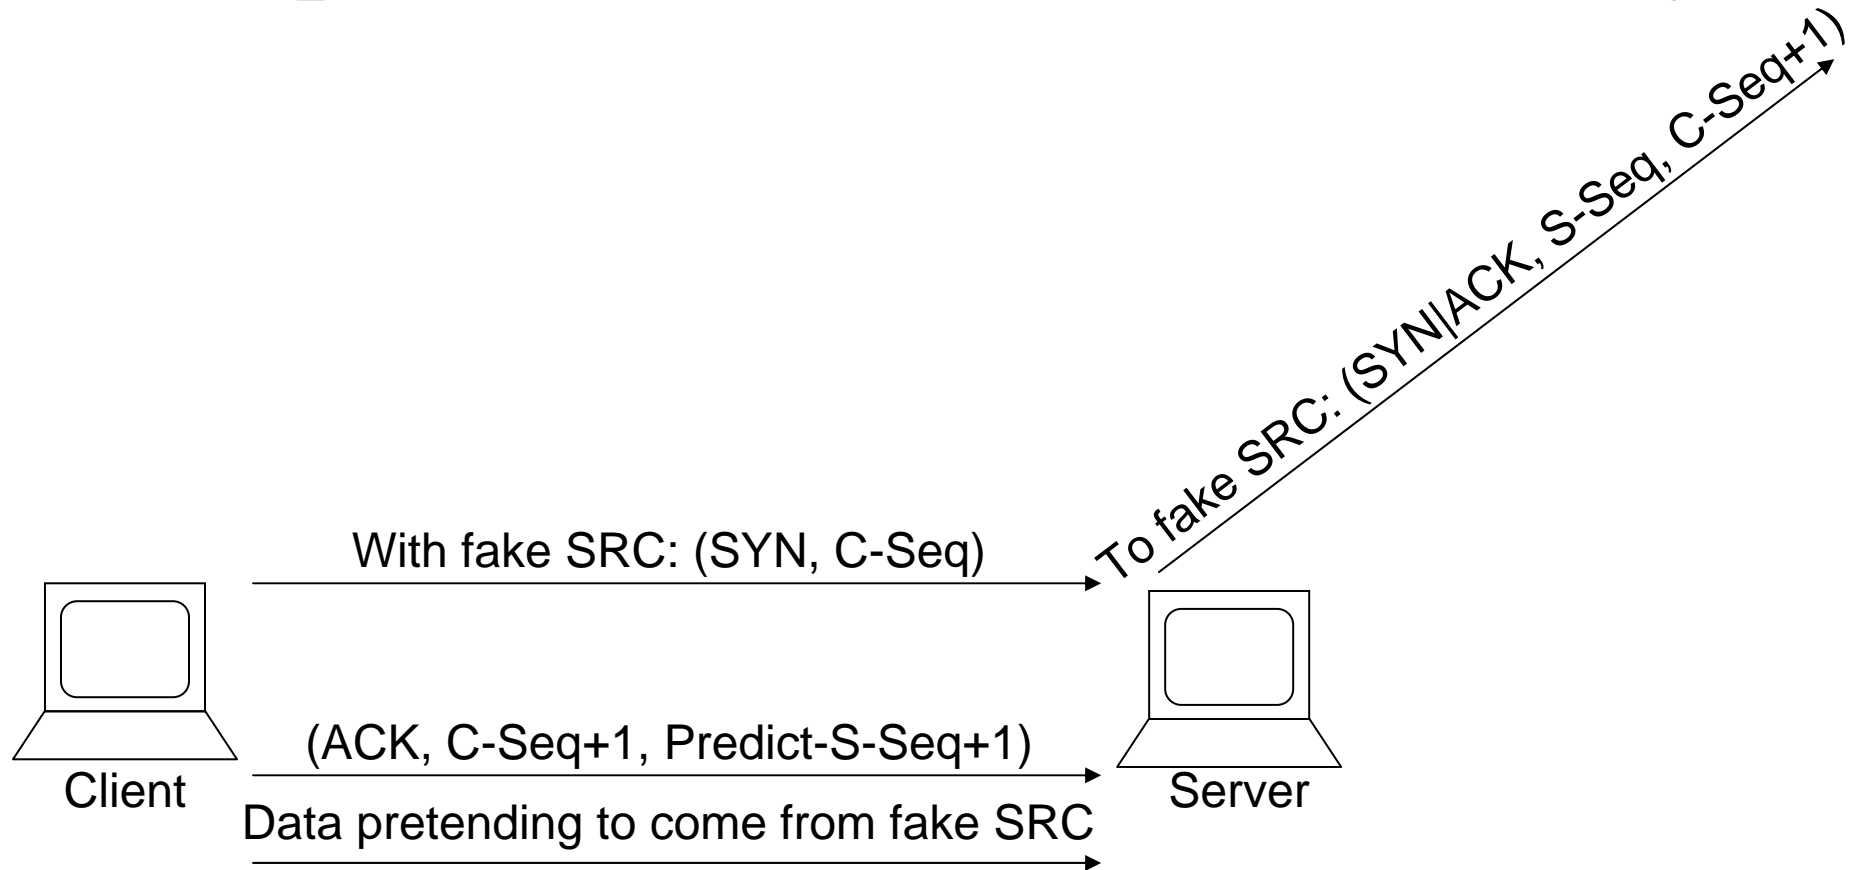 To fake SRC: (SYN|ACK, S-Seq, C-Seq+1)
With fake SRC: (SYN, C-Seq)
(ACK, C-Seq+1, Predict-S-Seq+1)
Client
Server
Data pretending to come from fake SRC